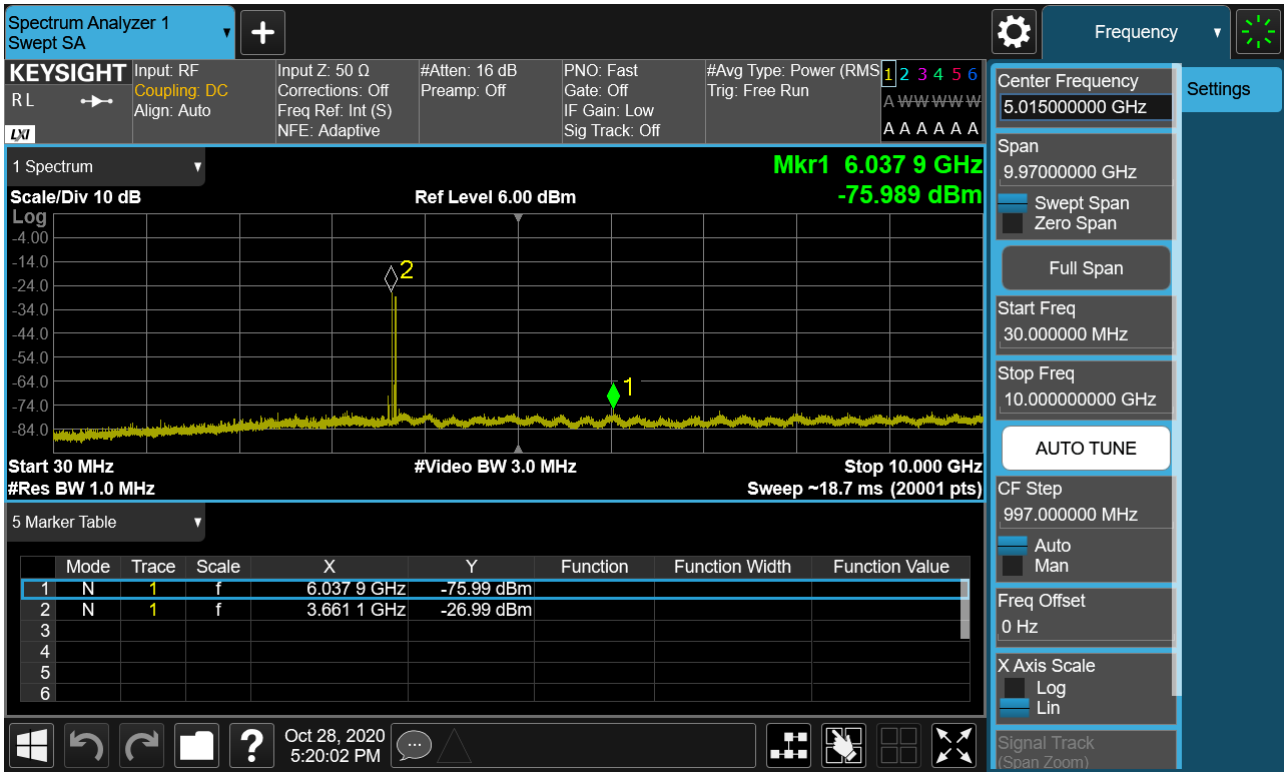 Spectrum Analyzer 1
Swept SA
+
Frequency
KEYSIGHT
R L
LXI
Input: RF
Coupling: DC
Align: Auto
Input Z: 50 Ω
Corrections: Off
Freq Ref: Int (S)
NFE: Adaptive
#Atten: 16 dB
Preamp: Off
PNO: Fast
Gate: Off
IF Gain: Low
Sig Track: Off
#Avg Type: Power (RMS
Trig: Free Run
1 2 3 4 5 6
A W W W W W
A A A A A A
1 Spectrum
Mkr1 6.037 9 GHz
Scale/Div 10 dB
Ref Level 6.00 dBm
-75.989 dBm
Log
-4.00
-14.0
-24.0
-34.0
-44.0
-54.0
-64.0
-74.0
-84.0
2
1
Start 30 MHz
#Video BW 3.0 MHz
Stop 10.000 GHz
#Res BW 1.0 MHz
Sweep ~18.7 ms (20001 pts)
5 Marker Table
Mode Trace Scale X Y Function Function Width Function Value
1 N 1 f 6.037 9 GHz -75.99 dBm
2 N 1 f 3.661 1 GHz -26.99 dBm
3
4
5
6
Center Frequency
5.015000000 GHz
Span
9.97000000 GHz
Swept Span
Zero Span
Full Span
Start Freq
30.000000 MHz
Stop Freq
10.000000000 GHz
AUTO TUNE
CF Step
997.000000 MHz
Auto
Man
Freq Offset
0 Hz
X Axis Scale
Log
Lin
Signal Track
(Span Zoom)
Settings
?
Oct 28, 2020
5:20:02 PM